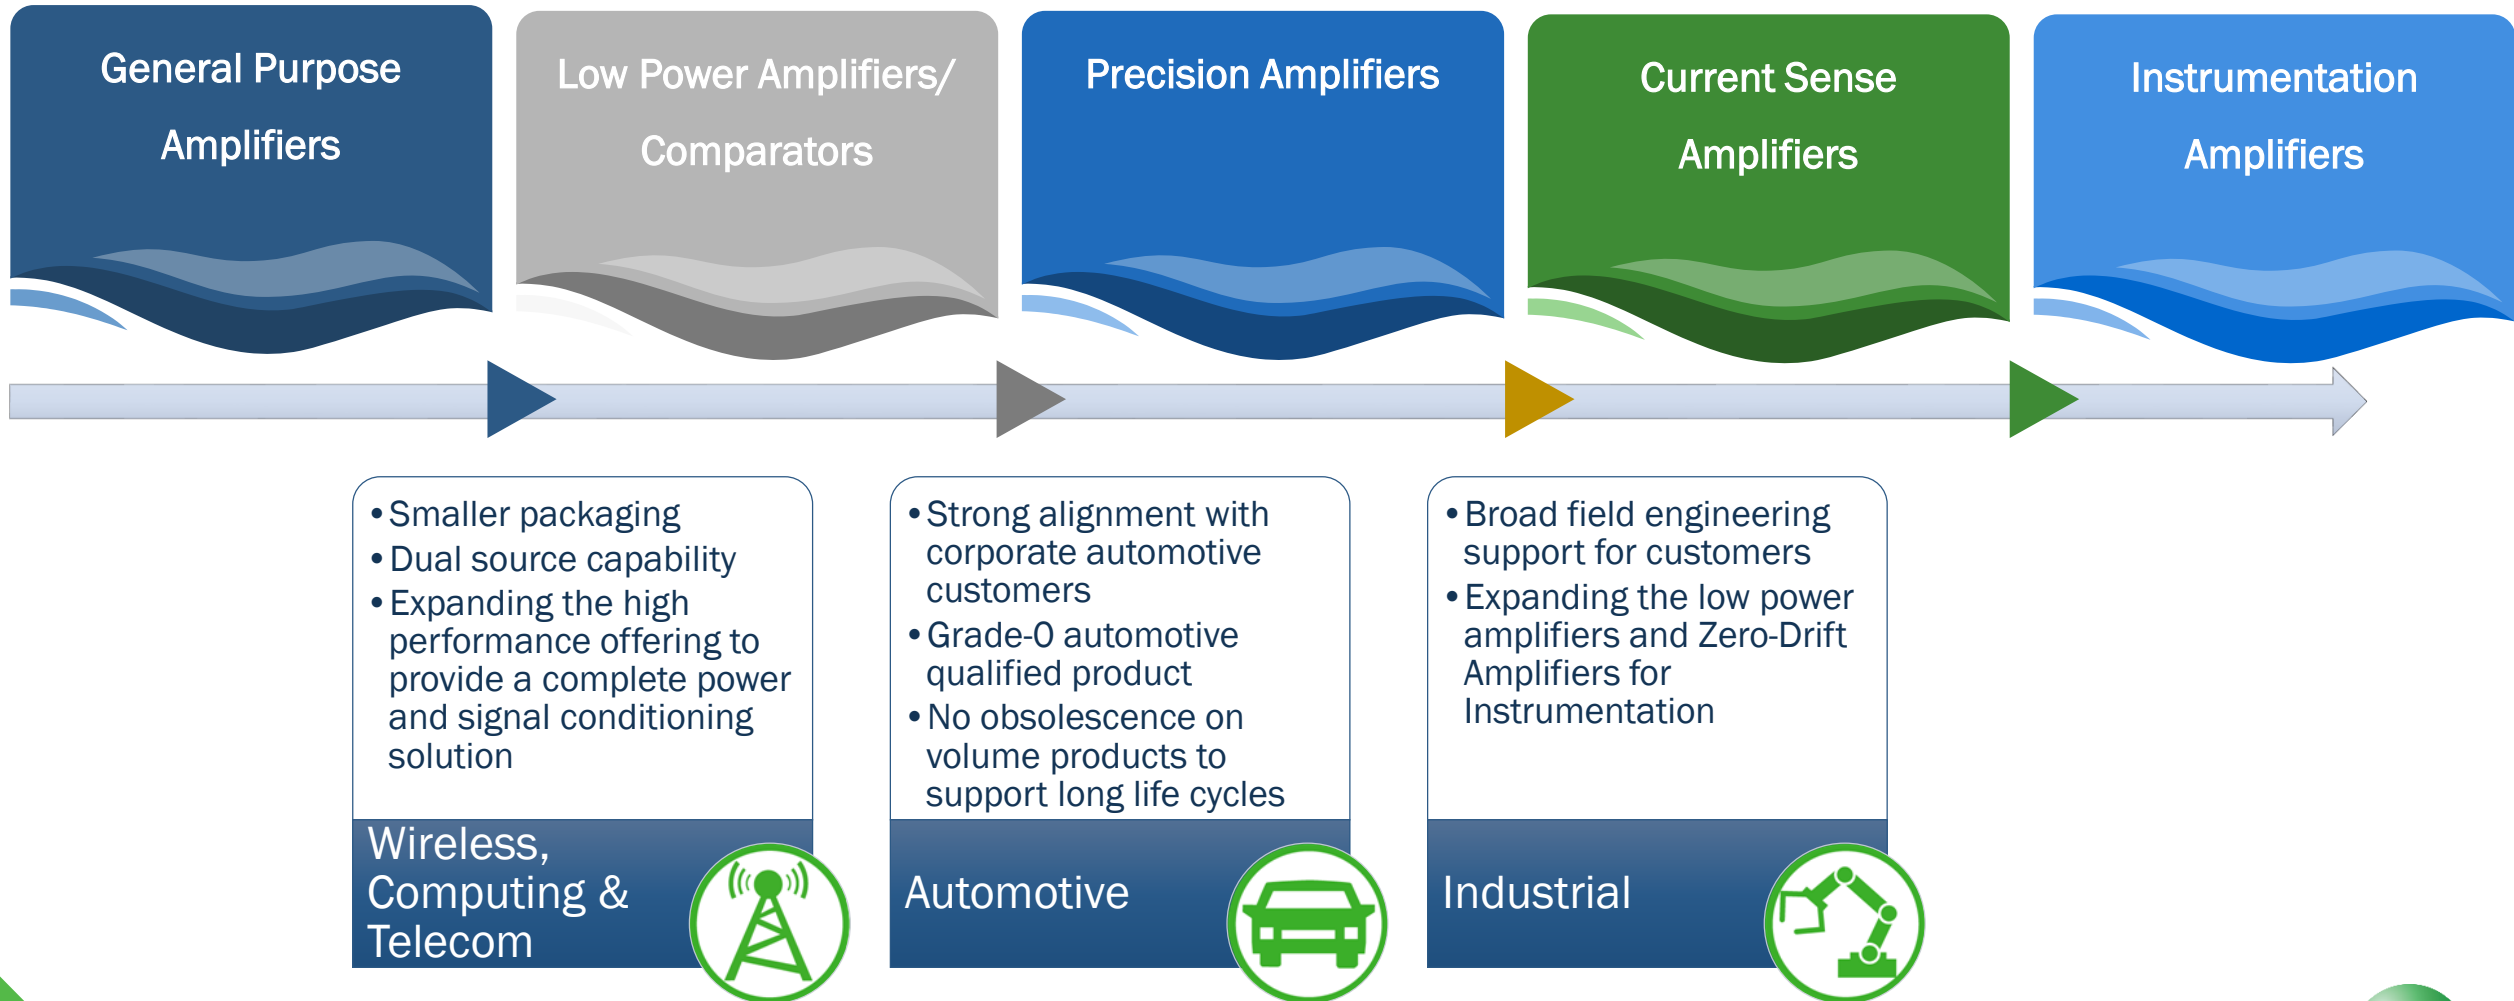 General Purpose
Amplifiers
Low Power Amplifiers/
Comparators
Precision Amplifiers
Current Sense
Amplifiers
Instrumentation
Amplifiers
•Smaller packaging
•Dual source capability
•Expanding the high
performance offering to
provide a complete power
and signal conditioning
solution
Wireless,
Computing &
Telecom
•Strong alignment with
corporate automotive
customers
•Grade-0 automotive
qualified product
•No obsolescence on
volume products to
support long life cycles
Automotive
•Broad field engineering
support for customers
•Expanding the low power
amplifiers and Zero-Drift
Amplifiers for
Instrumentation
Industrial